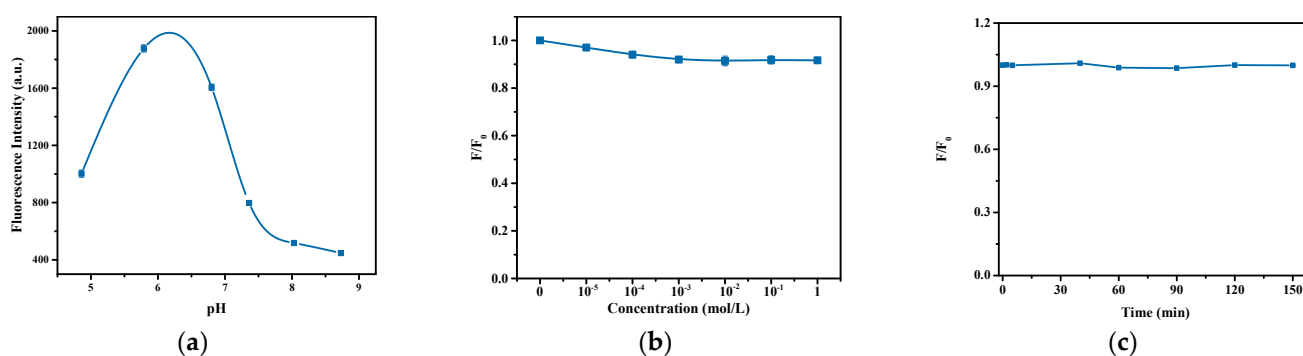 Fluorescence Intensity (a.u.)
2000
1600
1200
800
400
5 6 7 8 9
pH
(a)
F/F₀
1.0
0.8
0.6
0.4
0.2
0.0
0 10⁻⁵ 10⁻⁴ 10⁻³ 10⁻² 10⁻¹ 1
Concentration (mol/L)
(b)
F/F₀
1.2
0.9
0.6
0.3
0.0
0 30 60 90 120 150
Time (min)
(c)